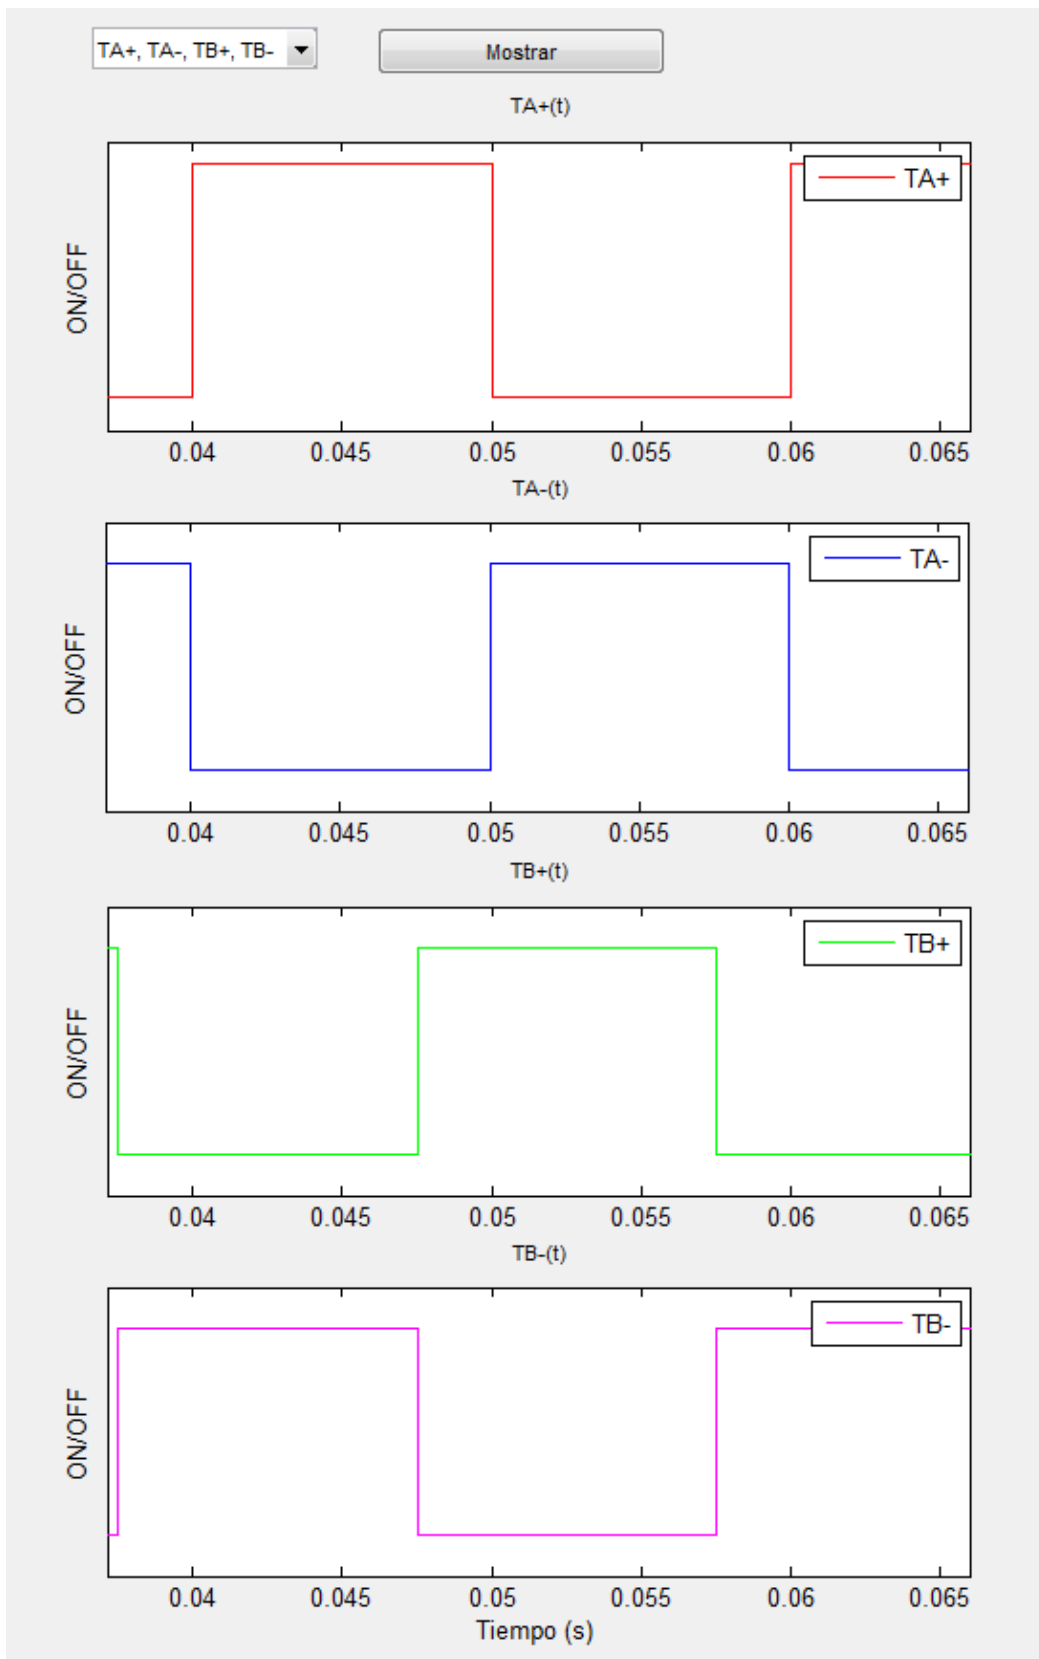 TA+, TA-, TB+, TB- Mostrar
TA+(t)
TA+
ON/OFF
0.04 0.045 0.05 0.055 0.06 0.065
TA-(t)
TA-
ON/OFF
0.04 0.045 0.05 0.055 0.06 0.065
TB+(t)
TB+
ON/OFF
0.04 0.045 0.05 0.055 0.06 0.065
TB-(t)
TB-
ON/OFF
0.04 0.045 0.05 0.055 0.06 0.065
Tiempo (s)